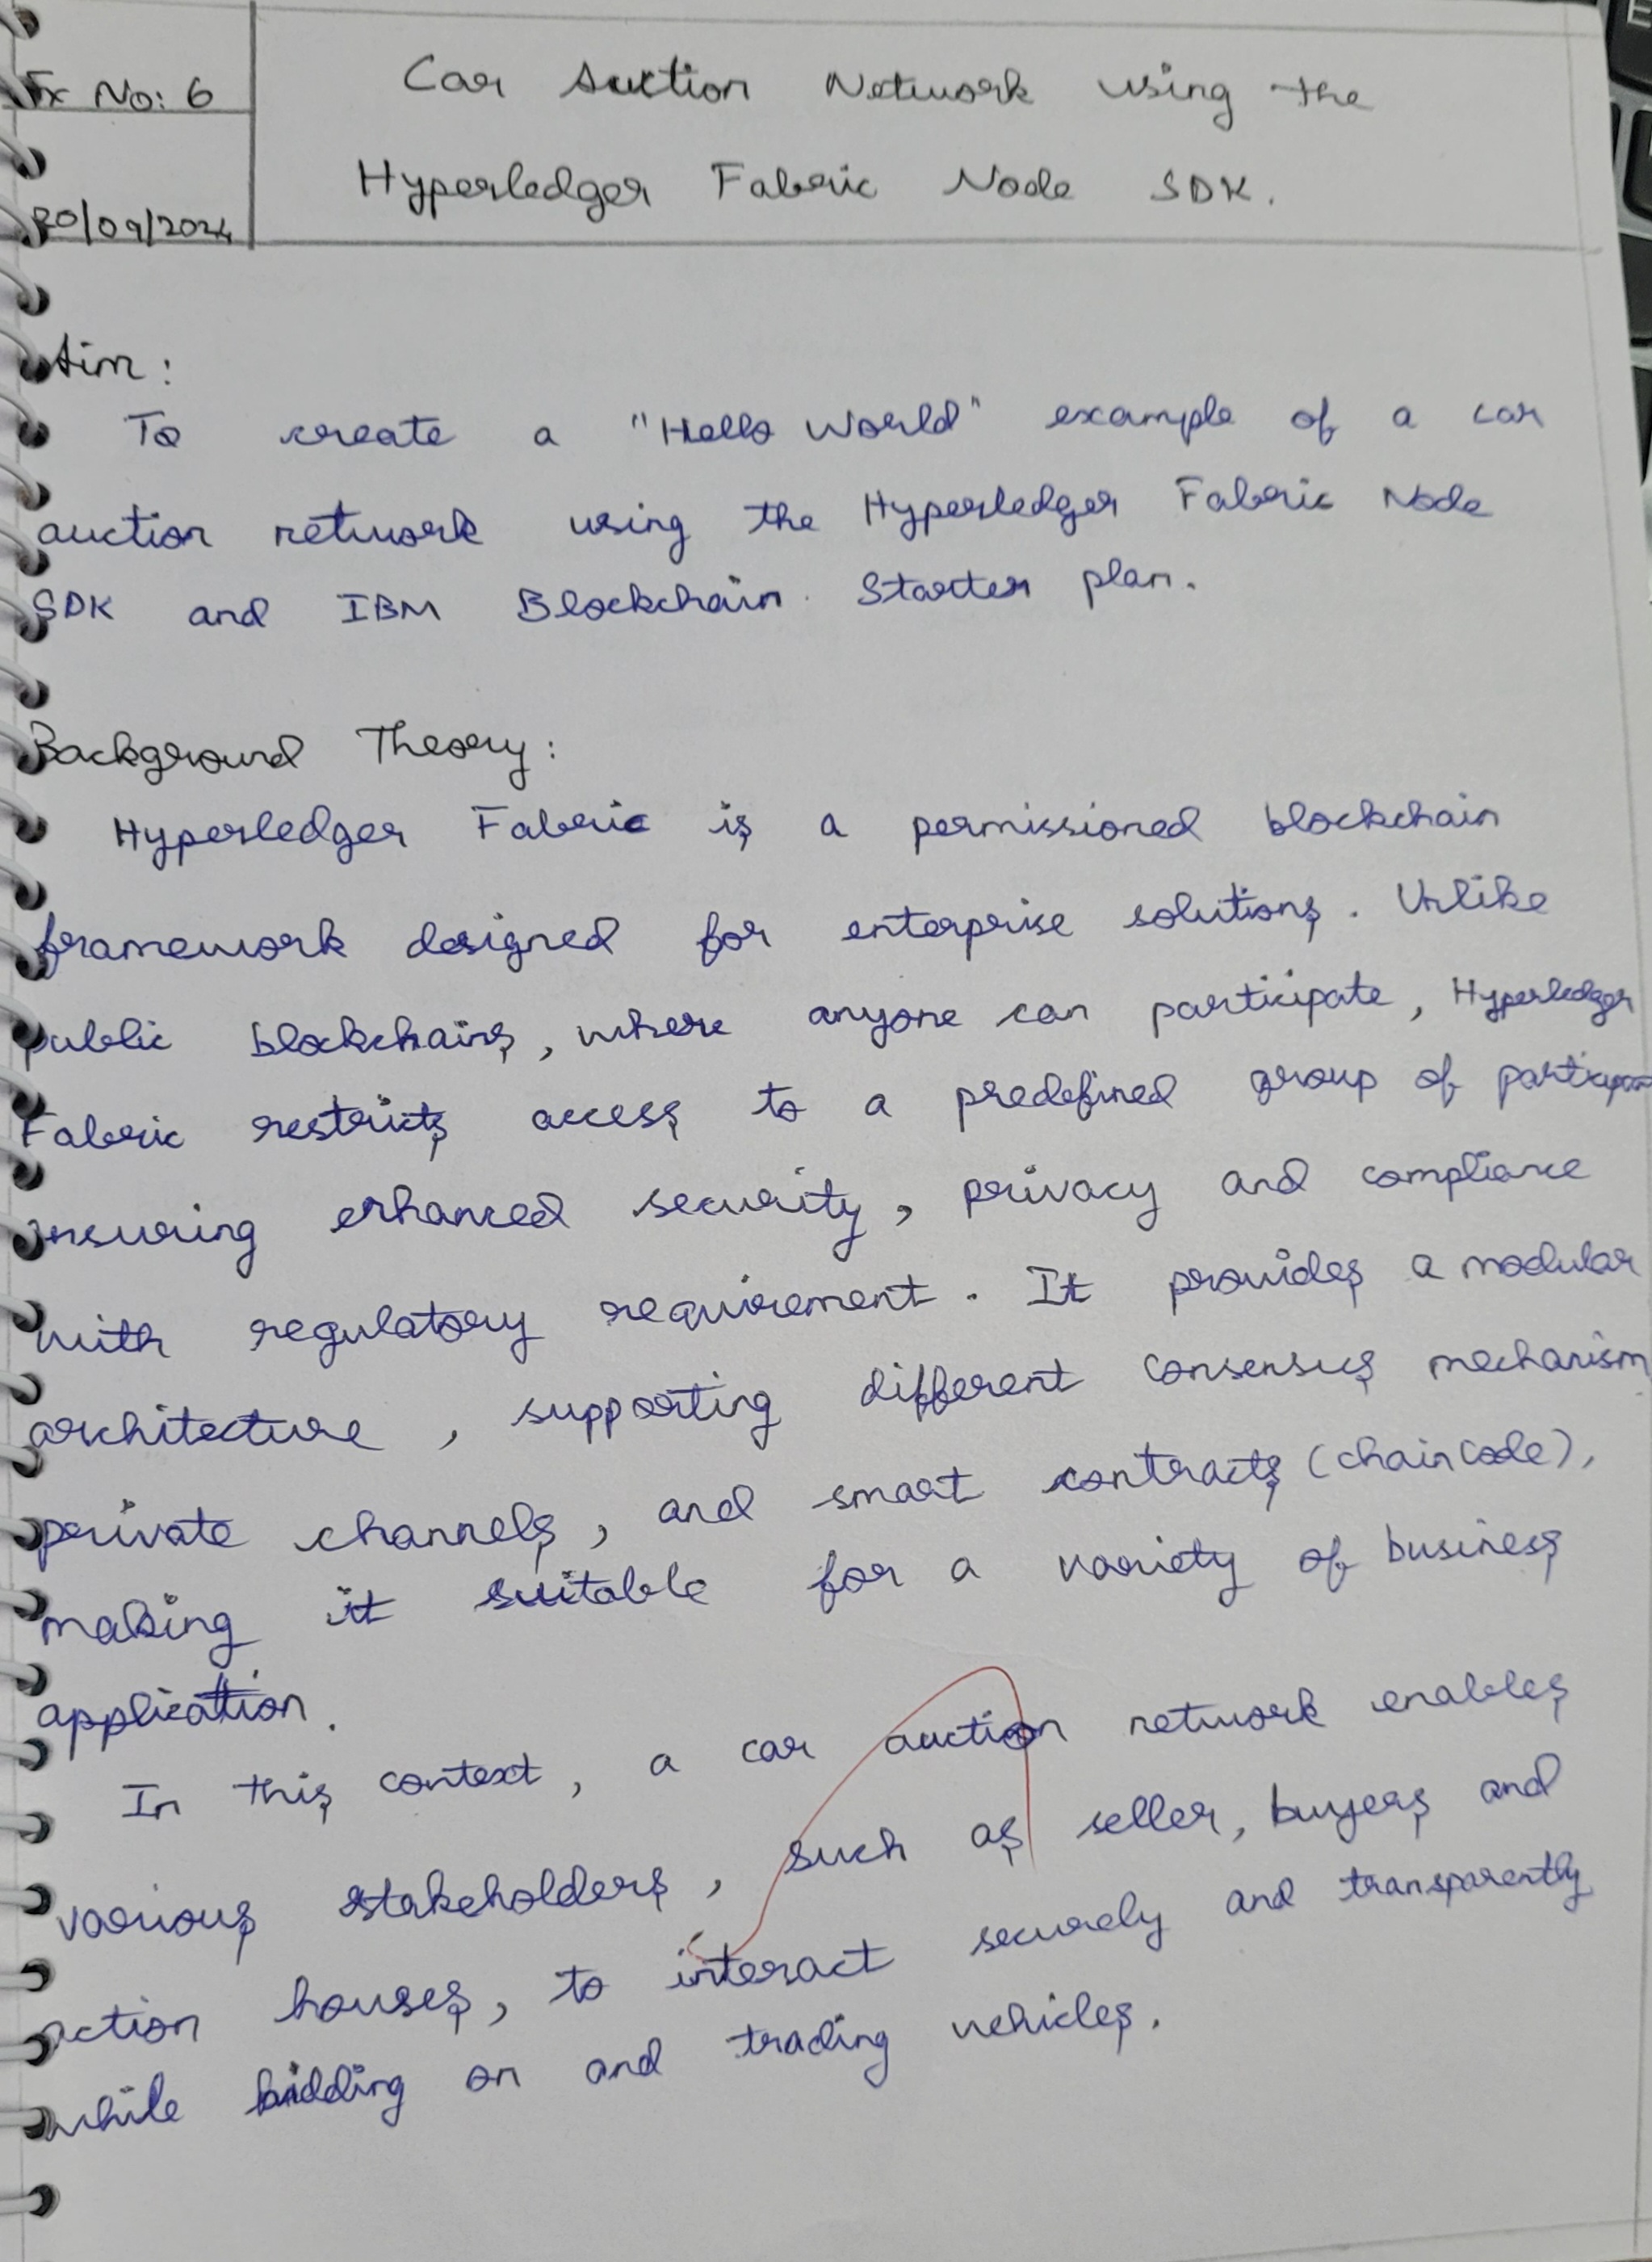 Ex No: 6
Car Auction Network using the
Hyperledger Fabric Node SDK.
20/09/2024
Aim:
To create a "Hello World" example of a car
auction network using the Hyperledger Fabric Node
SDK and IBM Blockchain Starter plan.
Background Theory:
Hyperledger Fabric is a permissioned blockchain
framework designed for enterprise solutions. Unlike
public blockchains, where anyone can participate, Hyperledger
Fabric restricts access to a predefined group of
ensuring enhanced security, privacy and compliance
with regulatory requirement. It provides a modular
architecture, supporting different consensus mechanism
private channels, and smart contracts (chaincode),
making it suitable for a variety of business
application.
In this context, a car auction network enables
various stakeholders, such as seller, buyers and
action houses, to interact securely and transparently
while bidding on and trading vehicles.